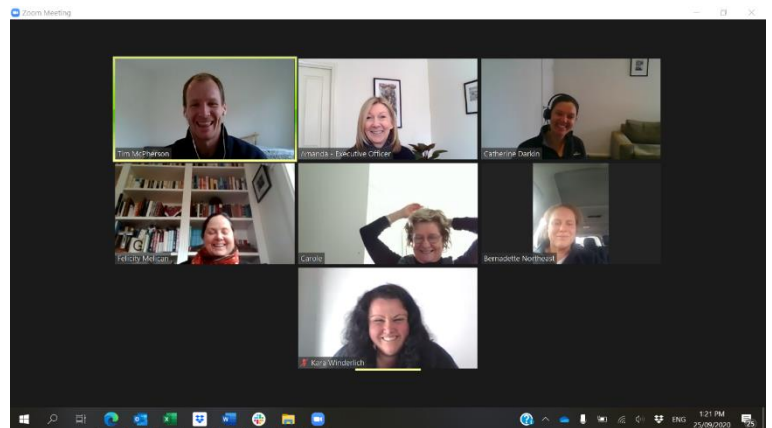 Zoom Meeting
Tim McPherson
Amanda - Executive Officer
Catherine Darkin
Felicity Melican
Carole
Bernadette Northeast
Kara Winderlich
ENG
1:21 PM
25/09/2020
25